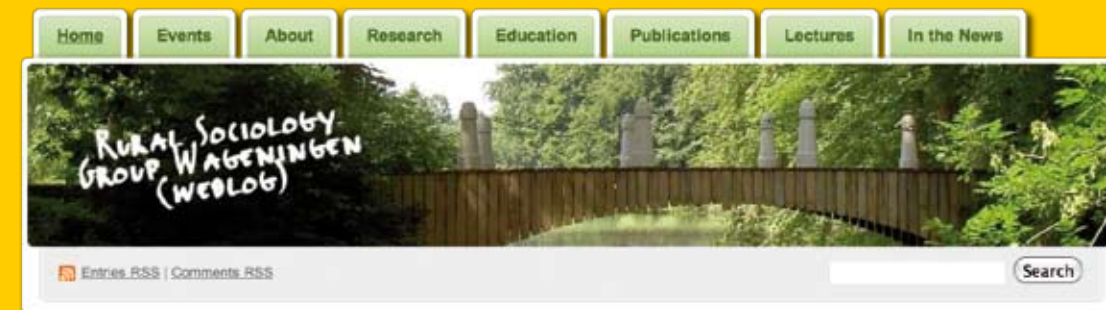 Home Events About Research Education Publications Lectures In the News
RURAL SOCIOLOGY
GROUP WAGENINGEN
(WEBLOG)
Entries RSS | Comments RSS Search